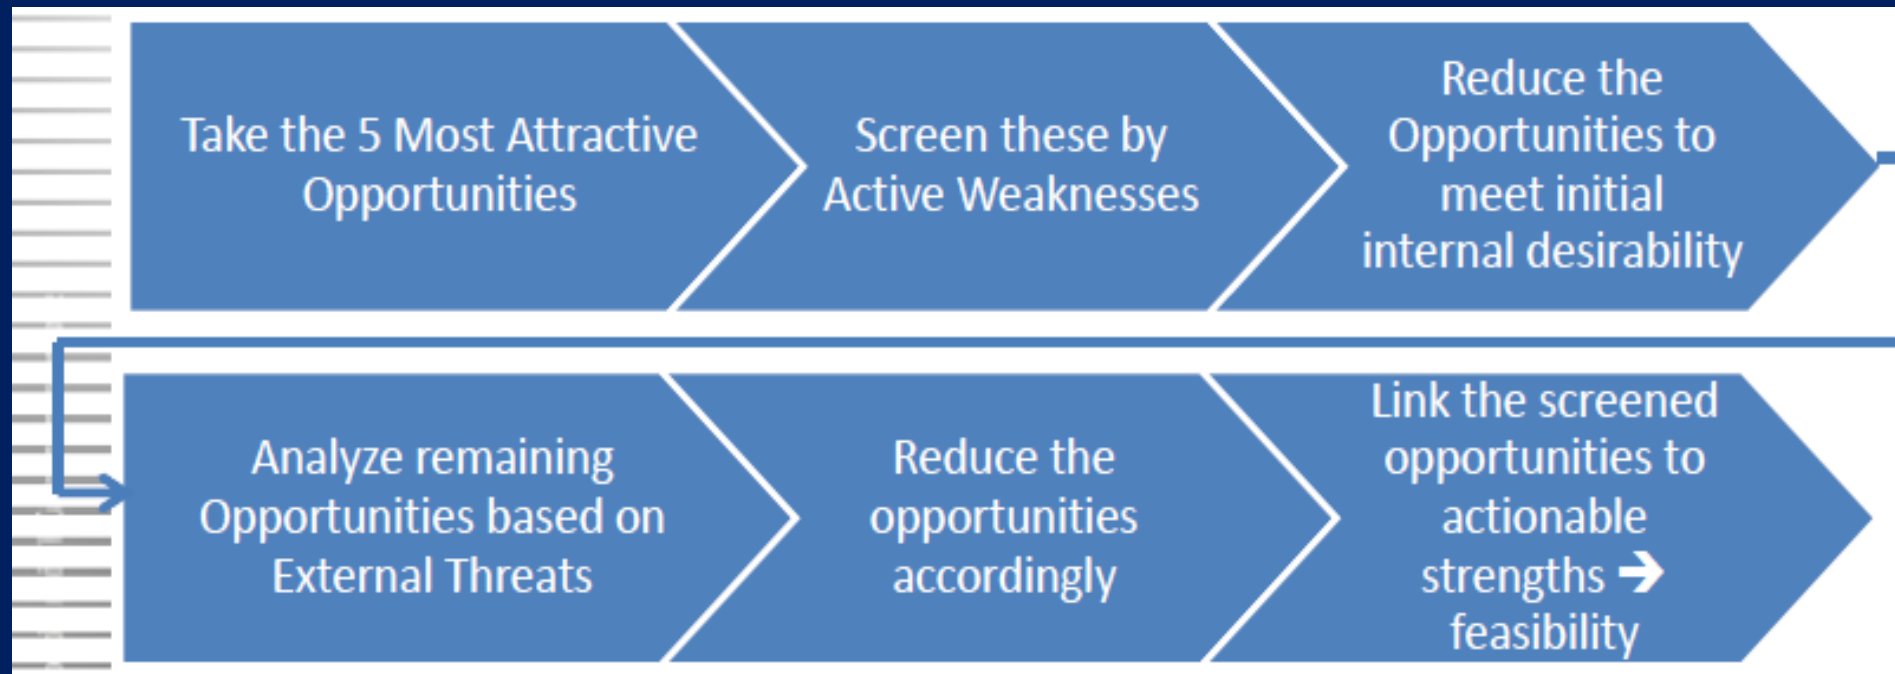 Take the 5 Most Attractive
Opportunities
Screen these by
Active Weaknesses
Reduce the
Opportunities to
meet initial
internal desirability
Analyze remaining
Opportunities based on
External Threats
Reduce the
opportunities
accordingly
Link the screened
opportunities to
actionable
strengths ➔
feasibility